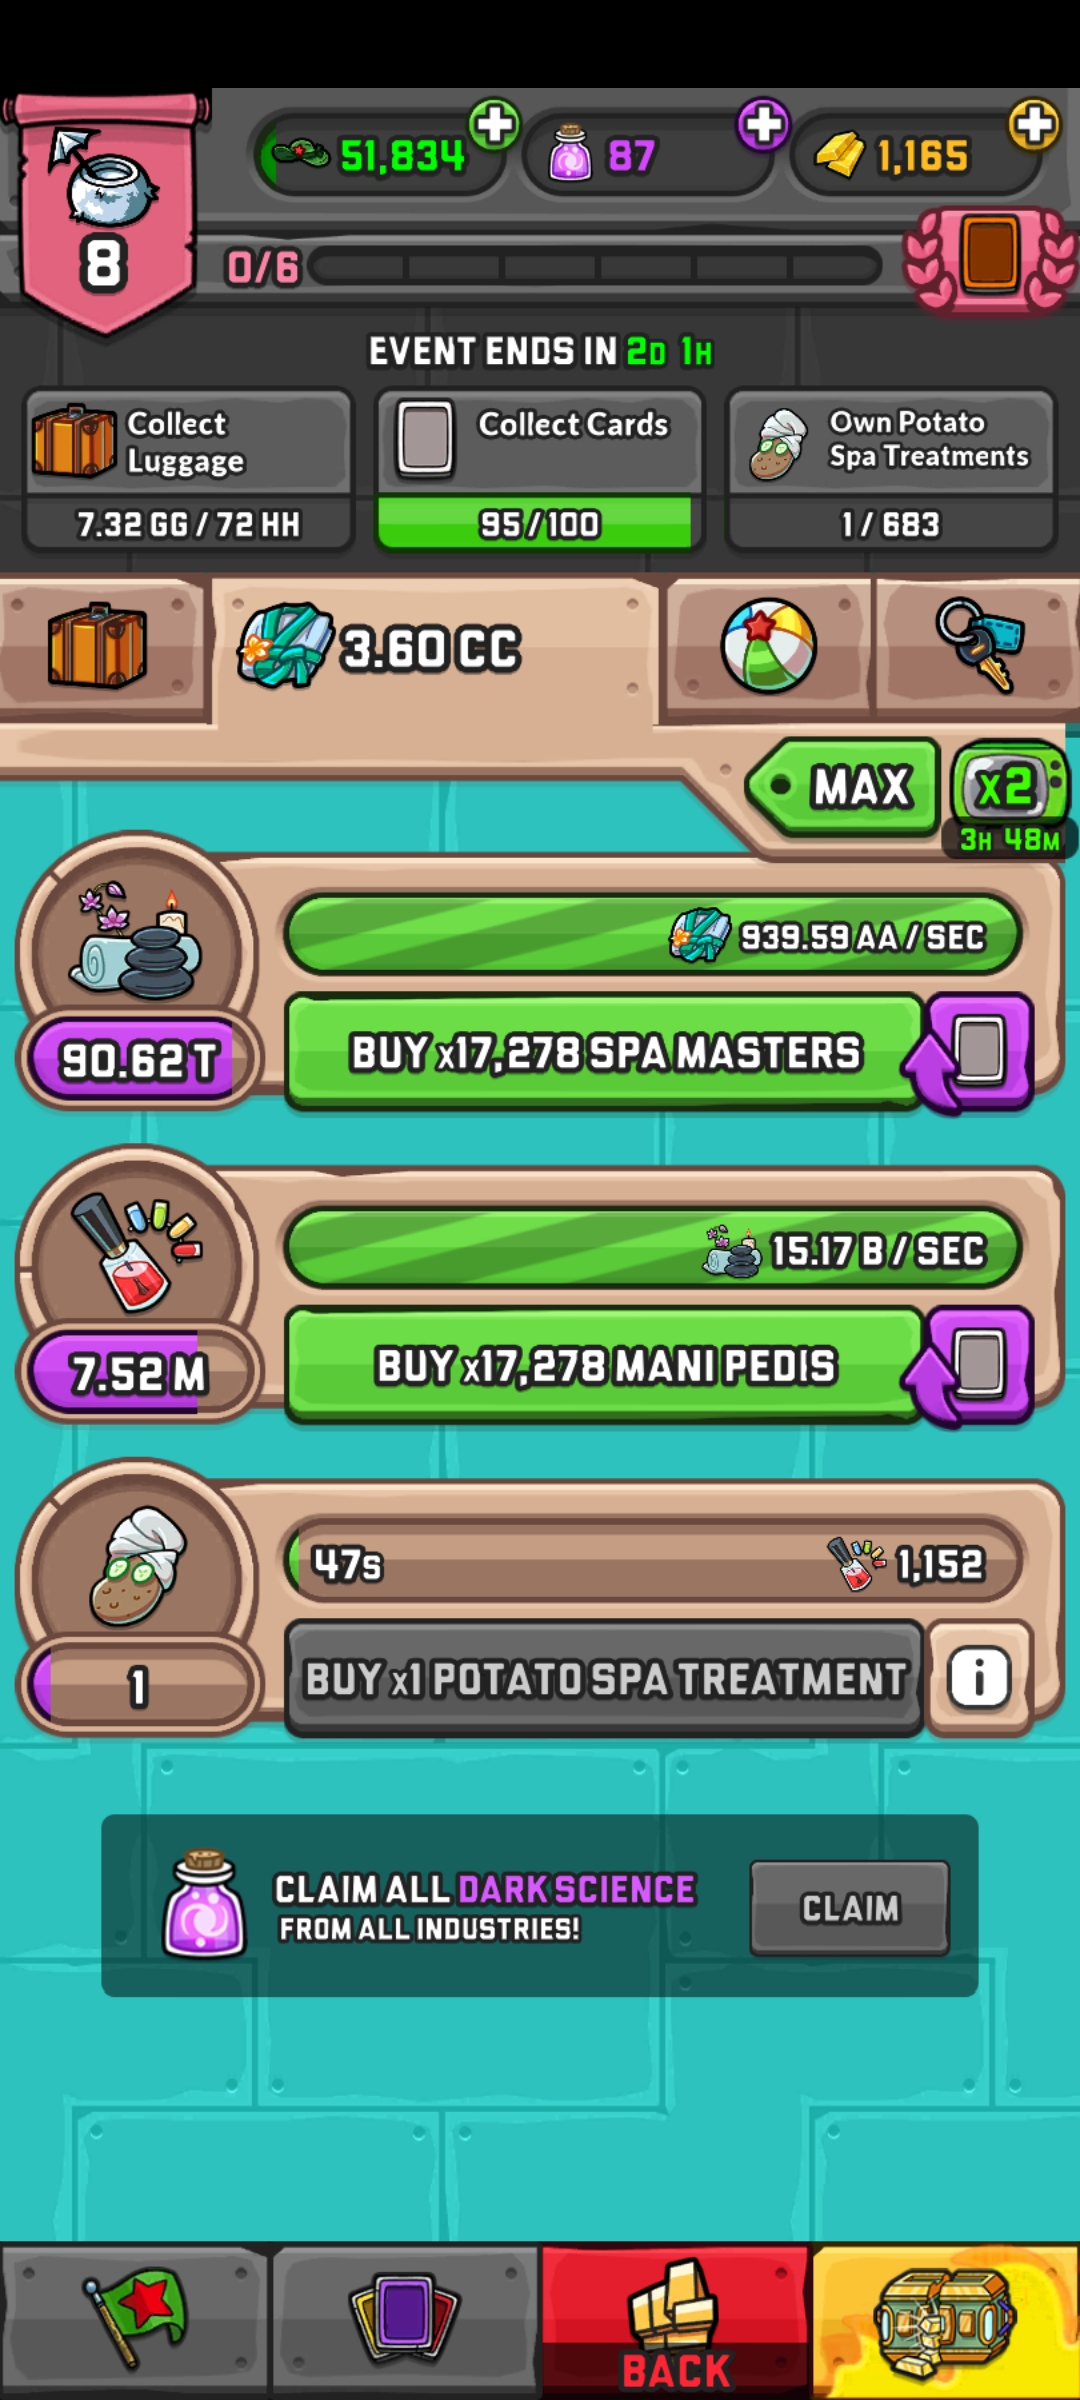 51,834
87
1,165
8
0/6
EVENT ENDS IN 2D 1H
Collect
Luggage
7.32 GG / 72 HH
Collect Cards
95/100
Own Potato
Spa Treatments
1 / 683
3.60 CC
MAX
x2
3H 48M
939.59 AA / SEC
90.62 T
BUY x17,278 SPA MASTERS
15.17 B / SEC
7.52 M
BUY x17,278 MANI PEDIS
47s
1,152
1
BUY x1 POTATO SPA TREATMENT
i
CLAIM ALL DARK SCIENCE
FROM ALL INDUSTRIES!
CLAIM
BACK